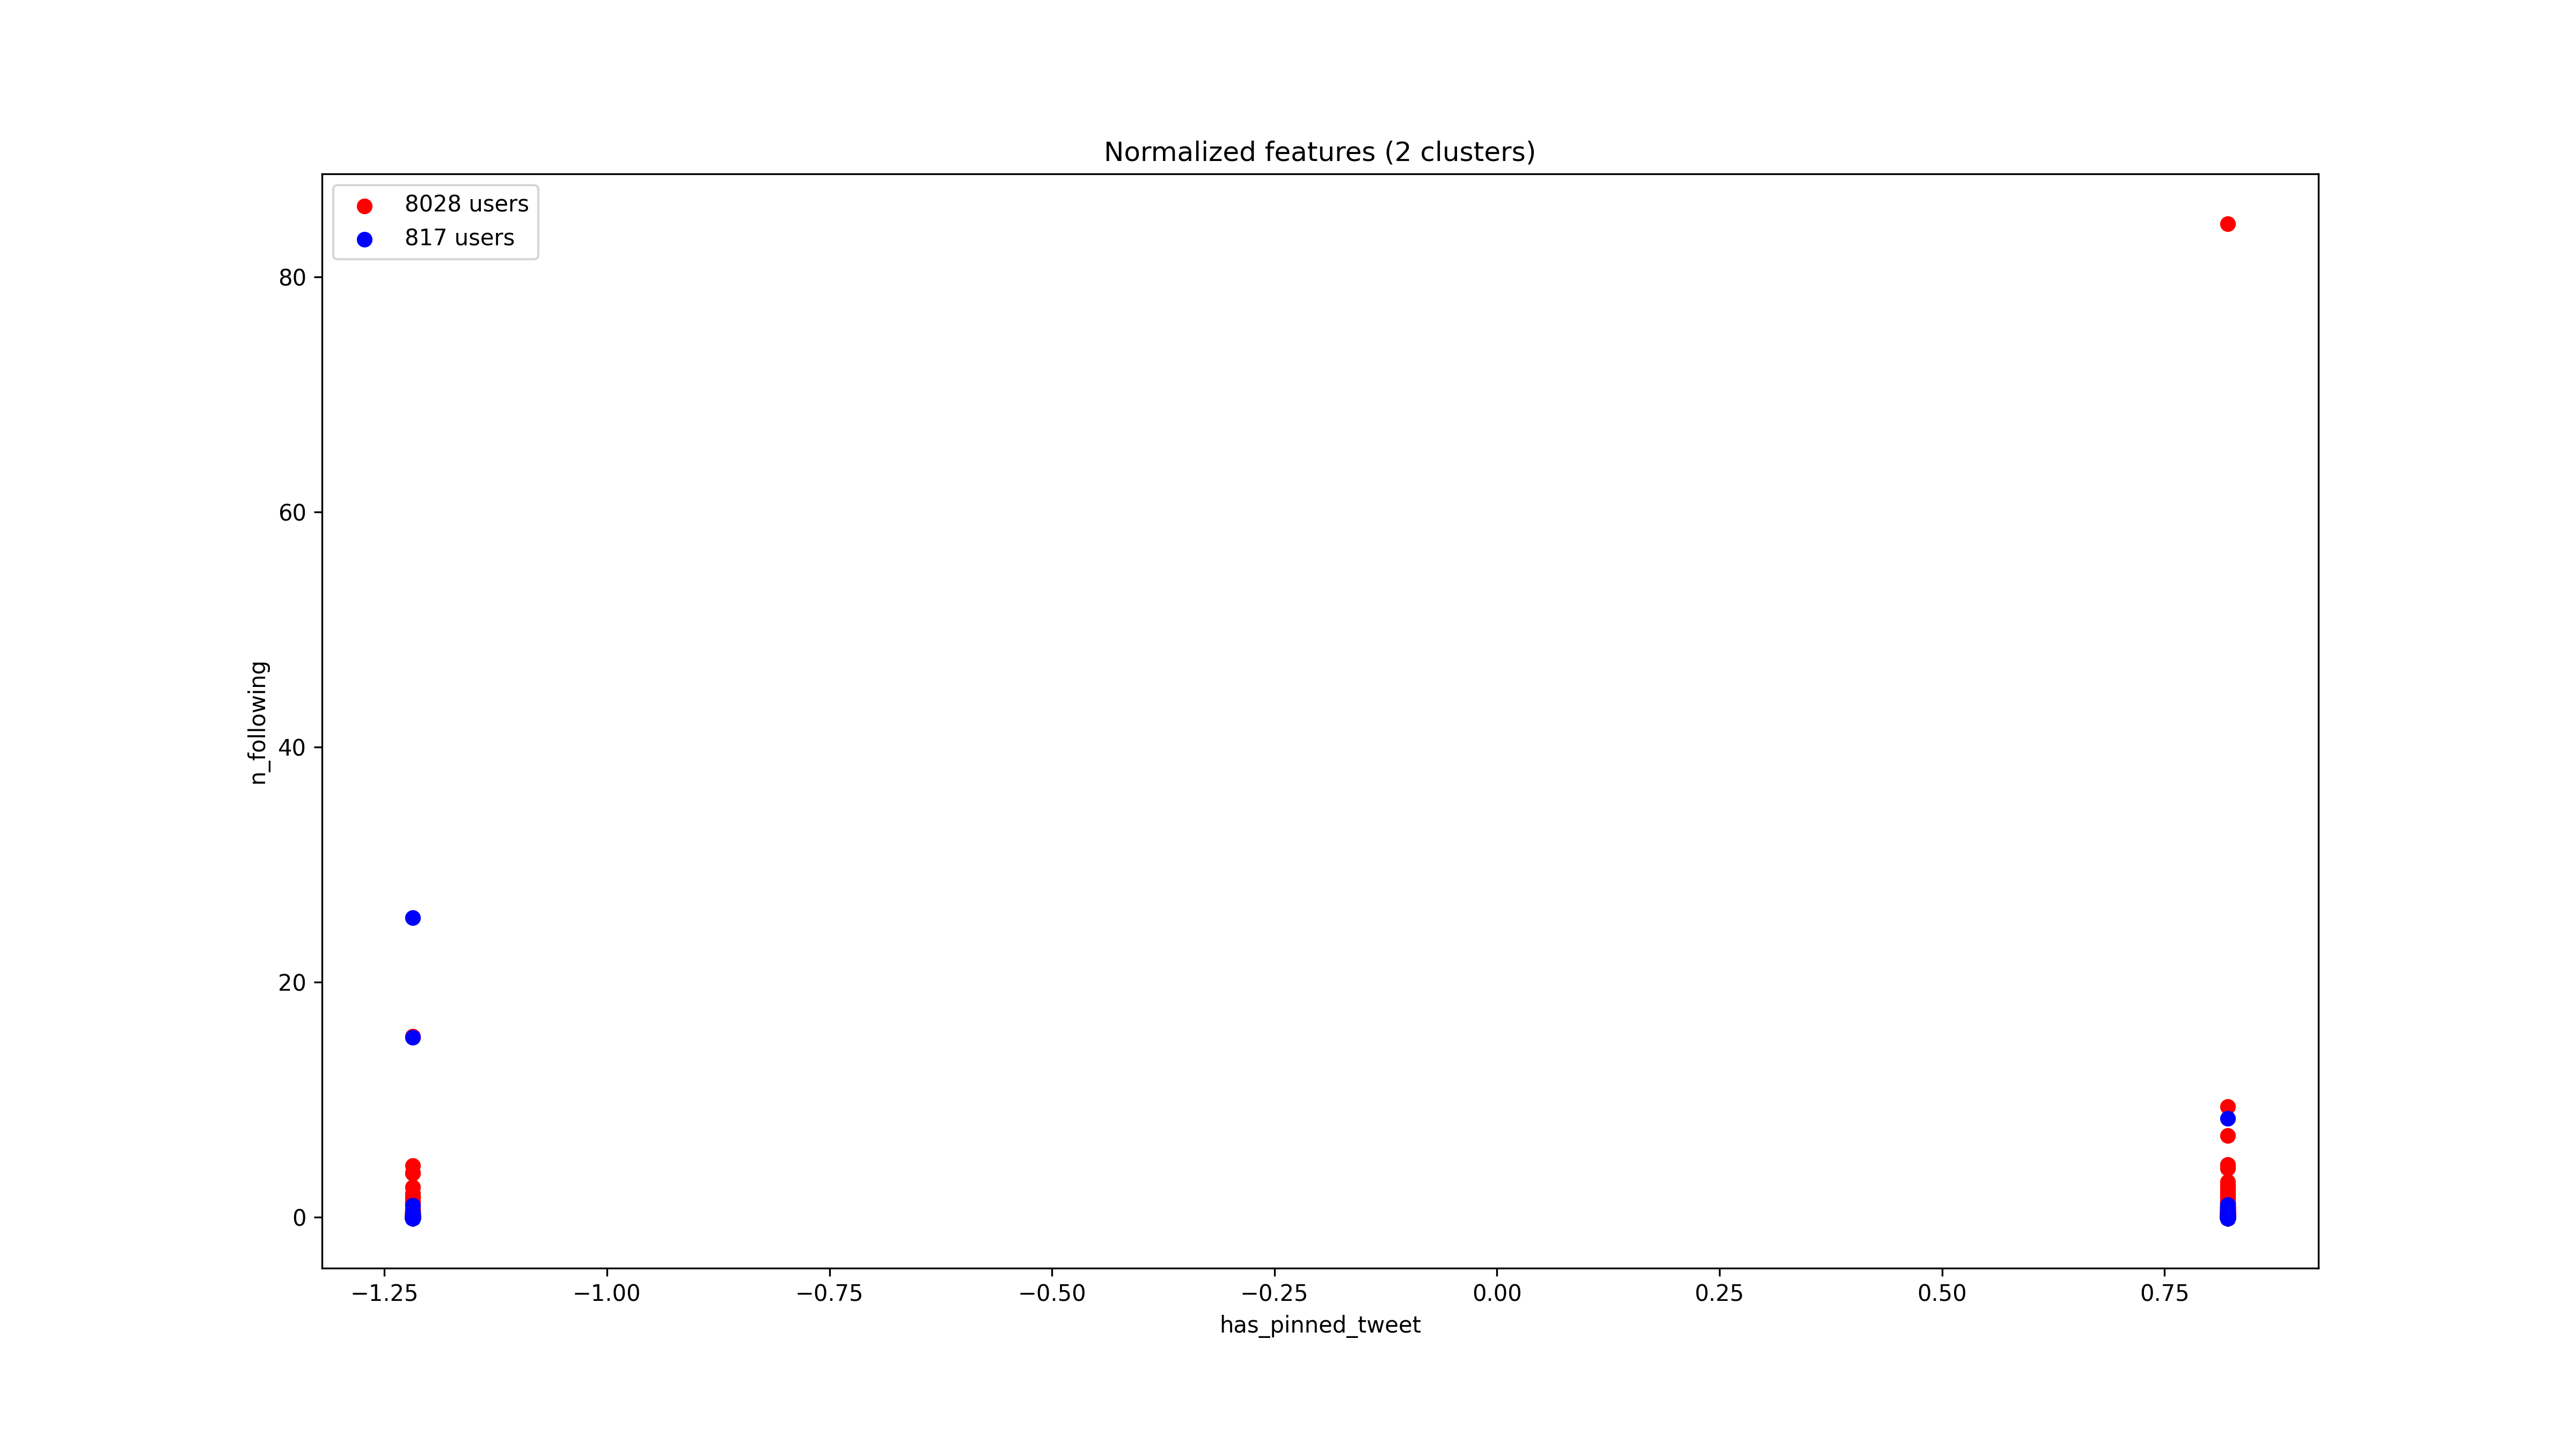 Normalized features (2 clusters)
8028 users
817 users
80
60
40
20
0
n_following
−1.25
−1.00
−0.75
−0.50
−0.25
0.00
0.25
0.50
0.75
has_pinned_tweet